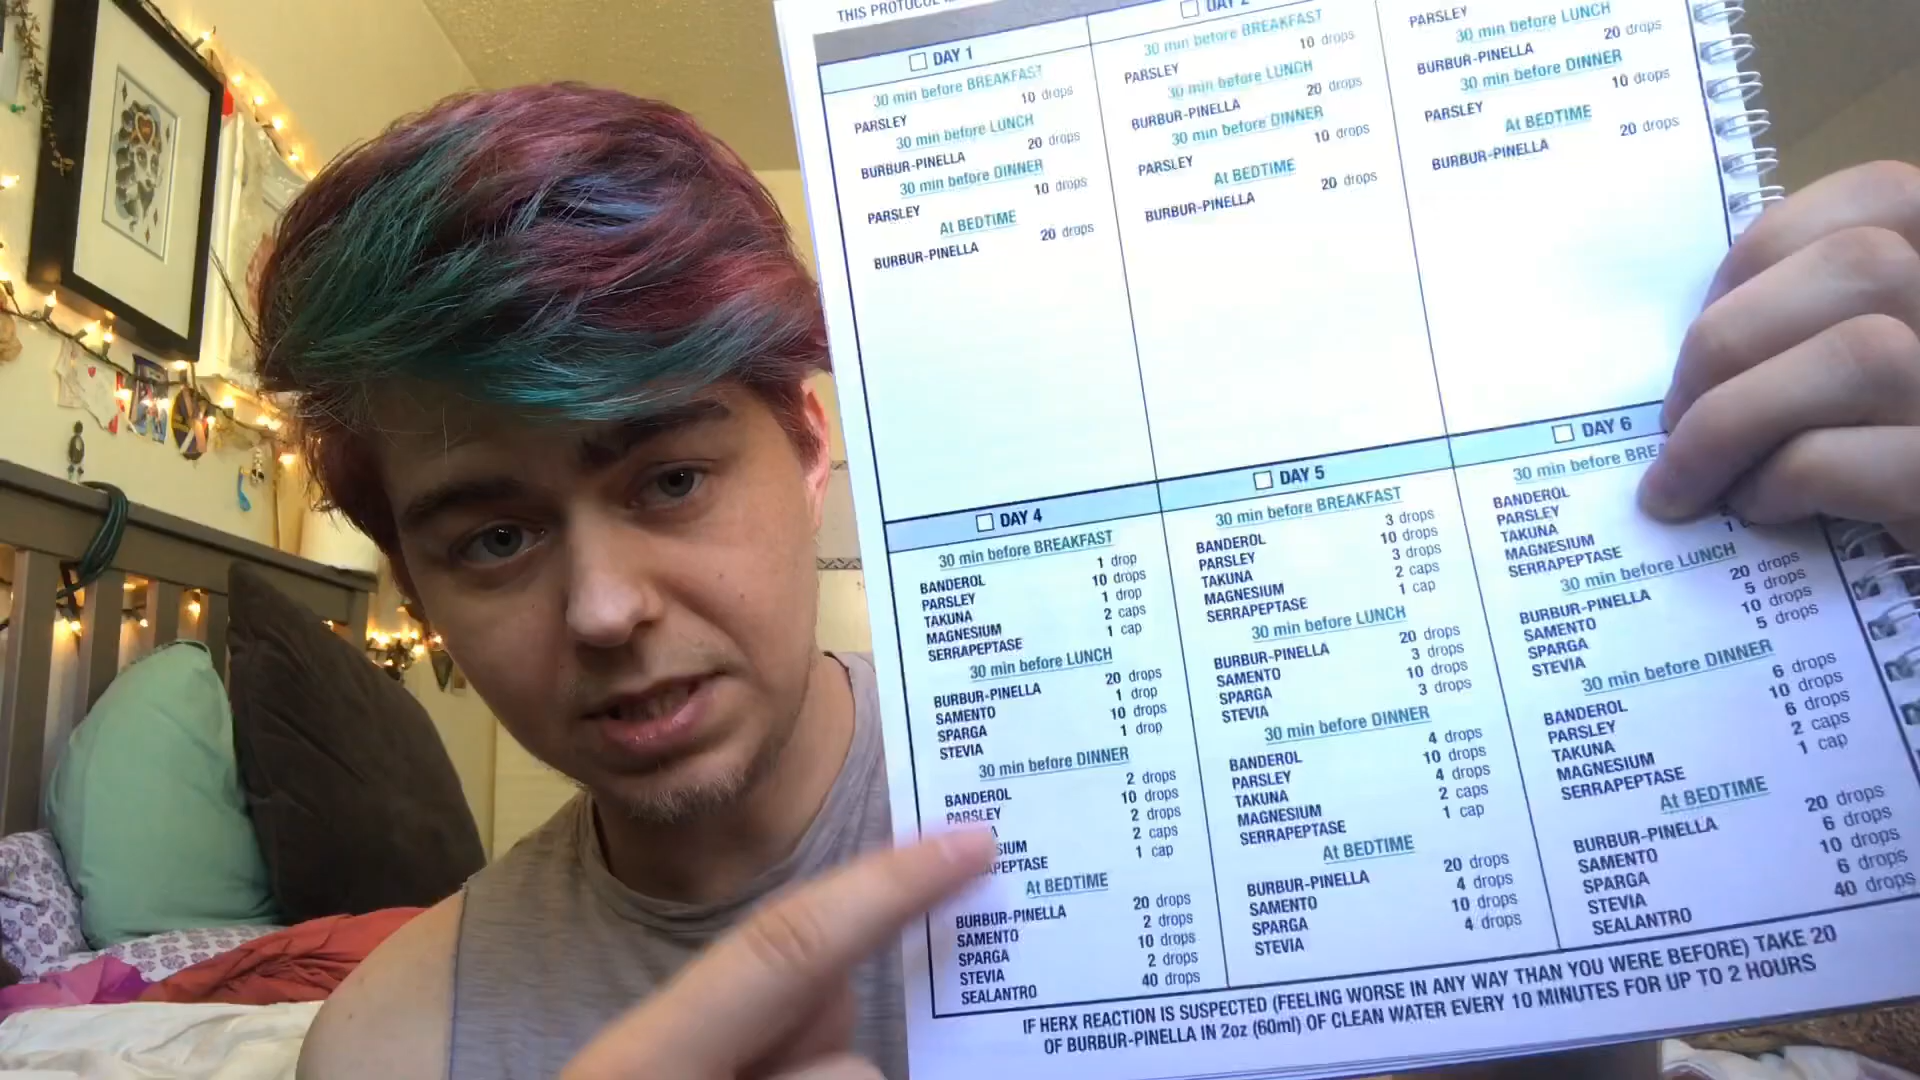 THIS PROTOCOL
DAY 1
30 min before BREAKFAST
PARSLEY 10 drops
30 min before LUNCH
BURBUR-PINELLA 20 drops
30 min before DINNER
PARSLEY 10 drops
At BEDTIME
BURBUR-PINELLA 20 drops
DAY 2
30 min before BREAKFAST
PARSLEY 10 drops
30 min before LUNCH
BURBUR-PINELLA 20 drops
30 min before DINNER
PARSLEY 10 drops
At BEDTIME
BURBUR-PINELLA 20 drops
PARSLEY
30 min before LUNCH
BURBUR-PINELLA 20 drops
30 min before DINNER
PARSLEY 10 drops
At BEDTIME
BURBUR-PINELLA 20 drops
DAY 4
30 min before BREAKFAST
BANDEROL 1 drop
PARSLEY 10 drops
TAKUNA 1 drop
MAGNESIUM 2 caps
SERRAPEPTASE 1 cap
30 min before LUNCH
BURBUR-PINELLA 20 drops
SAMENTO 1 drop
SPARGA 10 drops
STEVIA 1 drop
30 min before DINNER
BANDEROL 2 drops
PARSLEY 10 drops
A 2 drops
SIUM 2 caps
APEPTASE 1 cap
At BEDTIME
BURBUR-PINELLA 20 drops
SAMENTO 2 drops
SPARGA 10 drops
STEVIA 2 drops
SEALANTRO 40 drops
DAY 5
30 min before BREAKFAST
BANDEROL 3 drops
PARSLEY 10 drops
TAKUNA 3 drops
MAGNESIUM 2 caps
SERRAPEPTASE 1 cap
30 min before LUNCH
BURBUR-PINELLA 20 drops
SAMENTO 3 drops
SPARGA 10 drops
STEVIA 3 drops
30 min before DINNER
BANDEROL 4 drops
PARSLEY 10 drops
TAKUNA 4 drops
MAGNESIUM 2 caps
SERRAPEPTASE 1 cap
At BEDTIME
BURBUR-PINELLA 20 drops
SAMENTO 4 drops
SPARGA 10 drops
STEVIA 4 drops
DAY 6
30 min before BREA
BANDEROL
PARSLEY
TAKUNA
MAGNESIUM
SERRAPEPTASE 1
30 min before LUNCH
BURBUR-PINELLA 20 drops
SAMENTO 5 drops
SPARGA 10 drops
STEVIA 5 drops
30 min before DINNER
BANDEROL 6 drops
PARSLEY 10 drops
TAKUNA 6 drops
MAGNESIUM 2 caps
SERRAPEPTASE 1 cap
At BEDTIME
BURBUR-PINELLA 20 drops
SAMENTO 6 drops
SPARGA 10 drops
STEVIA 6 drops
SEALANTRO 40 drops
IF HERX REACTION IS SUSPECTED (FEELING WORSE IN ANY WAY THAN YOU WERE BEFORE) TAKE 20
OF BURBUR-PINELLA IN 2oz (60ml) OF CLEAN WATER EVERY 10 MINUTES FOR UP TO 2 HOURS